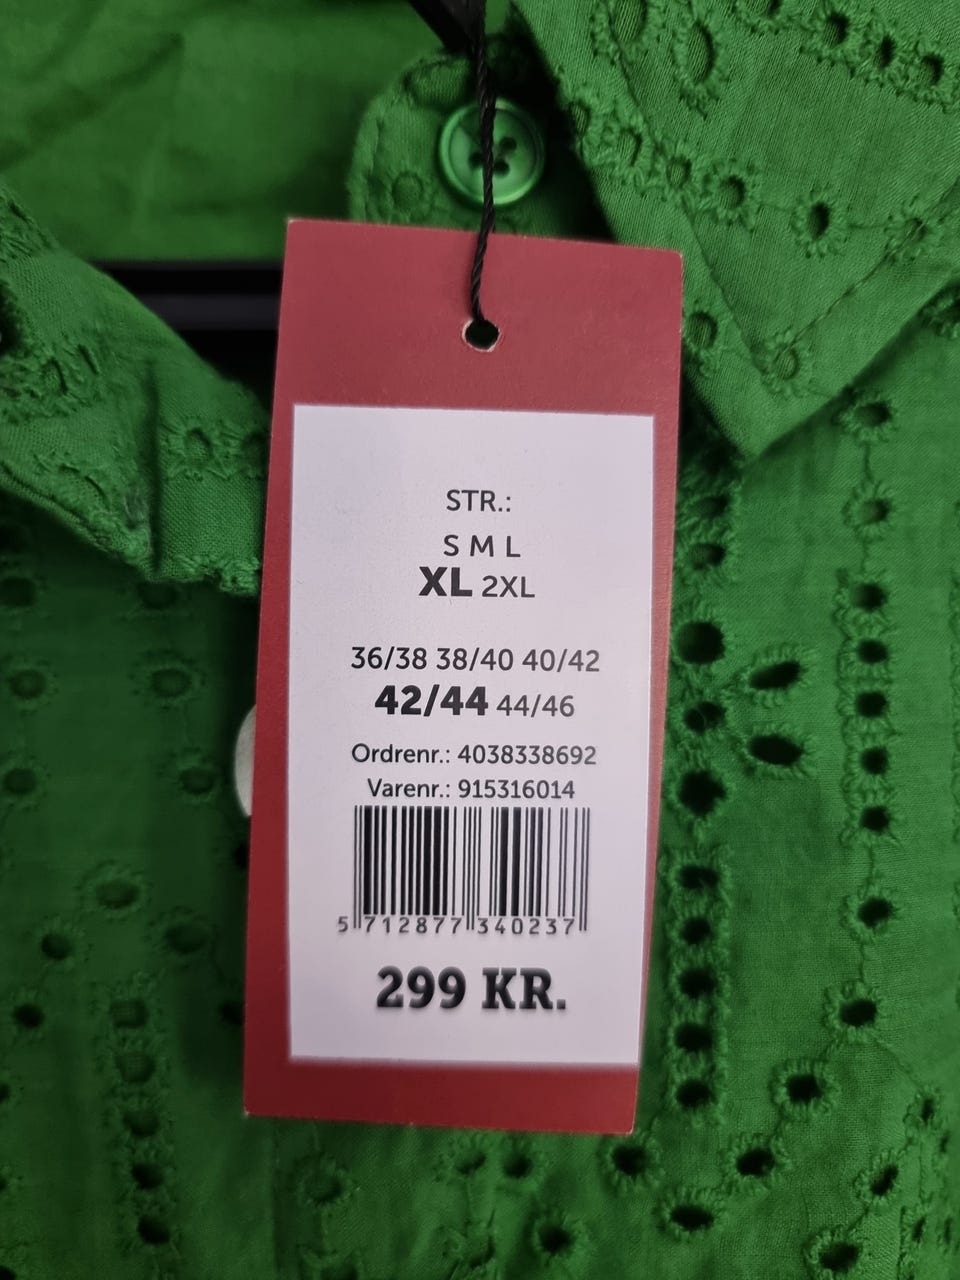 STR.:
S M L
XL 2XL
36/38 38/40 40/42
42/44 44/46
Ordrenr.: 4038338692
Varenr.: 915316014
5 712877 340237
299 KR.